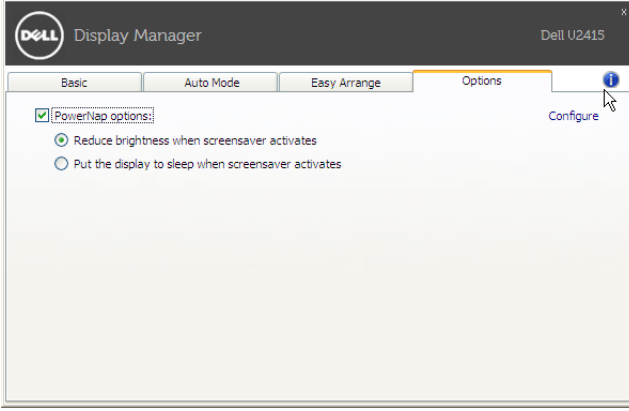 x
DELL Display Manager Dell U2415
Basic Auto Mode Easy Arrange Options i
PowerNap options: Configure
Reduce brightness when screensaver activates
Put the display to sleep when screensaver activates